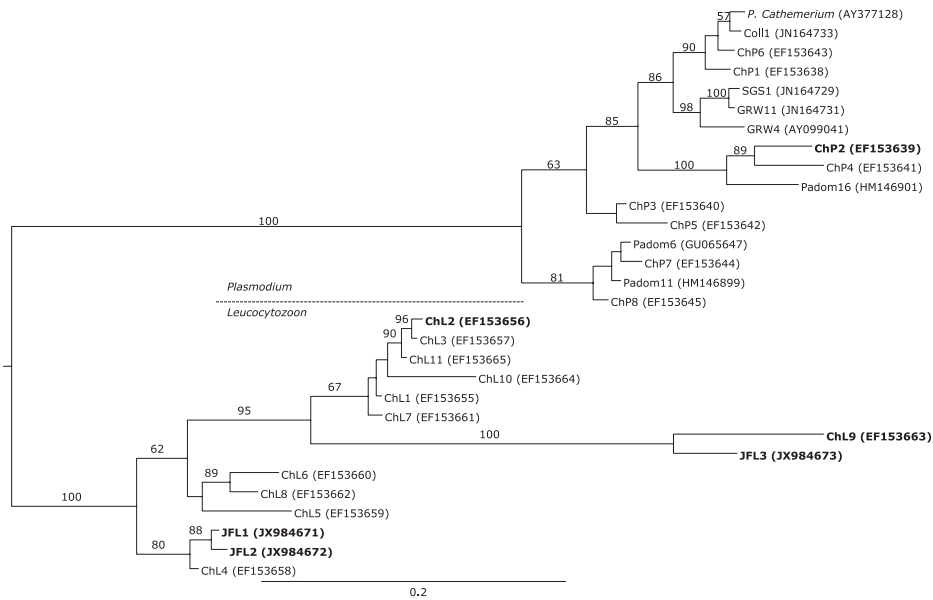 57
P. Cathemerium (AY377128)
Coll1 (JN164733)
90
ChP6 (EF153643)
ChP1 (EF153638)
86
100
SGS1 (JN164729)
98
GRW11 (JN164731)
85
GRW4 (AY099041)
89
ChP2 (EF153639)
63
100
ChP4 (EF153641)
Padom16 (HM146901)
ChP3 (EF153640)
100
ChP5 (EF153642)
Padom6 (GU065647)
ChP7 (EF153644)
81
Padom11 (HM146899)
Plasmodium
ChP8 (EF153645)
Leucocytozoon
96
ChL2 (EF153656)
90
ChL3 (EF153657)
ChL11 (EF153665)
67
ChL10 (EF153664)
ChL1 (EF153655)
95
ChL7 (EF153661)
100
ChL9 (EF153663)
62
JFL3 (JX984673)
89
ChL6 (EF153660)
100
ChL8 (EF153662)
ChL5 (EF153659)
88
JFL1 (JX984671)
80
JFL2 (JX984672)
ChL4 (EF153658)
0.2